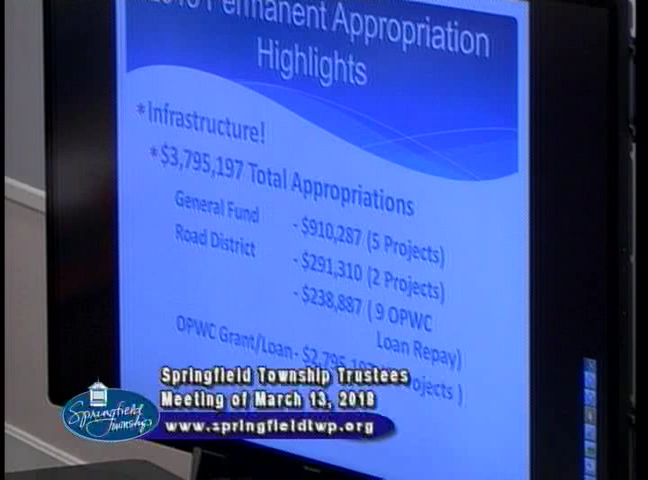 Permanent Appropriation
Highlights
*Infrastructure!
*$3,795,197 Total Appropriations
General Fund - $910,287 (5 Projects)
Road District - $291,310 (2 Projects)
- $238,887 ( 9 OPWC
Loan Repay)
OPWC Grant/Loan- $2,795,
Springfield Township Trustees
Meeting of March 13, 2018
www.springfieldtwp.org
Springfield
Township